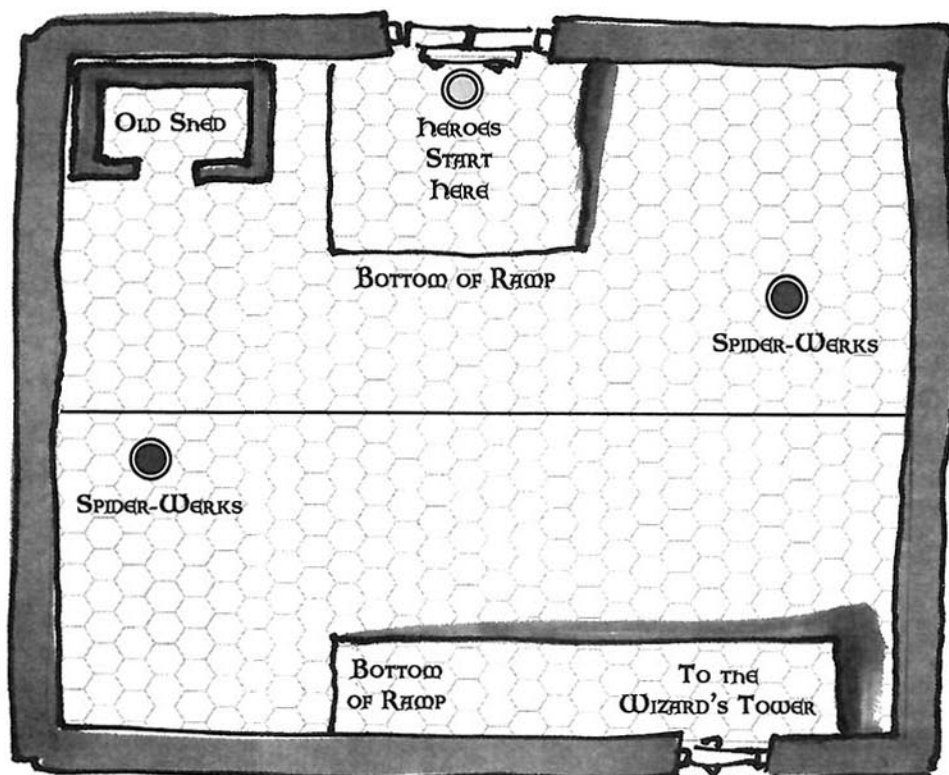 Old Shed
Heroes
Start
Here
Bottom of Ramp
Spider-Werks
Spider-Werks
Bottom
of Ramp
To the
Wizard's Tower